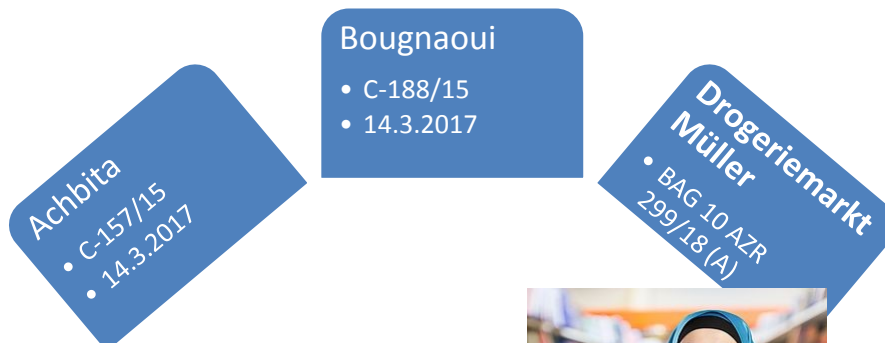 Achbita
• C-157/15
• 14.3.2017
Bougnaoui
• C-188/15
• 14.3.2017
Drogeriemarkt
Müller
• BAG 10 AZR
299/18 (A)